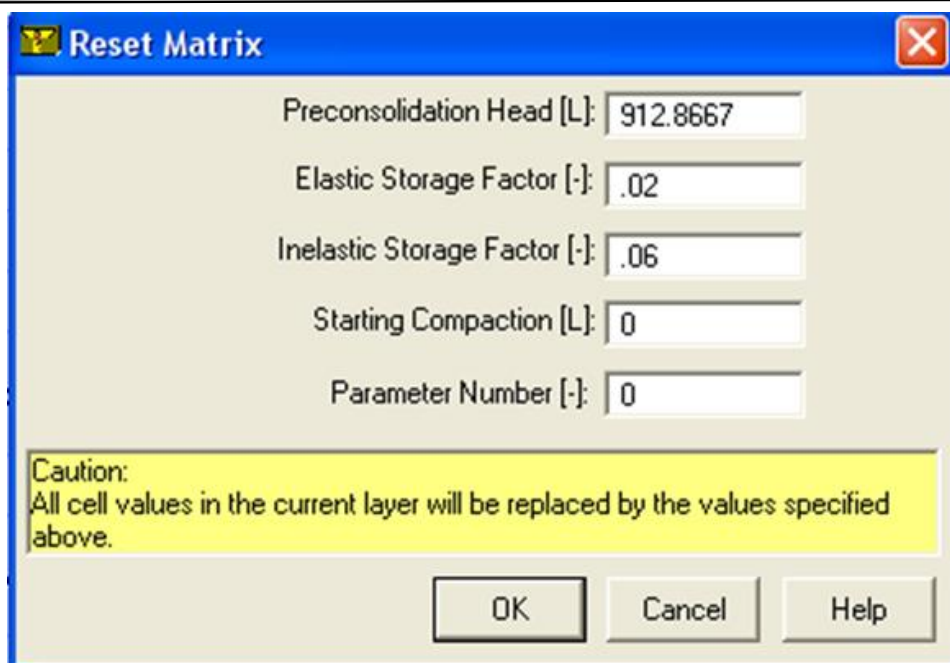 Reset Matrix
Preconsolidation Head [L]: 912.8667
Elastic Storage Factor [-]: .02
Inelastic Storage Factor [-]: .06
Starting Compaction [L]: 0
Parameter Number [-]: 0
Caution:
All cell values in the current layer will be replaced by the values specified
above.
OK Cancel Help